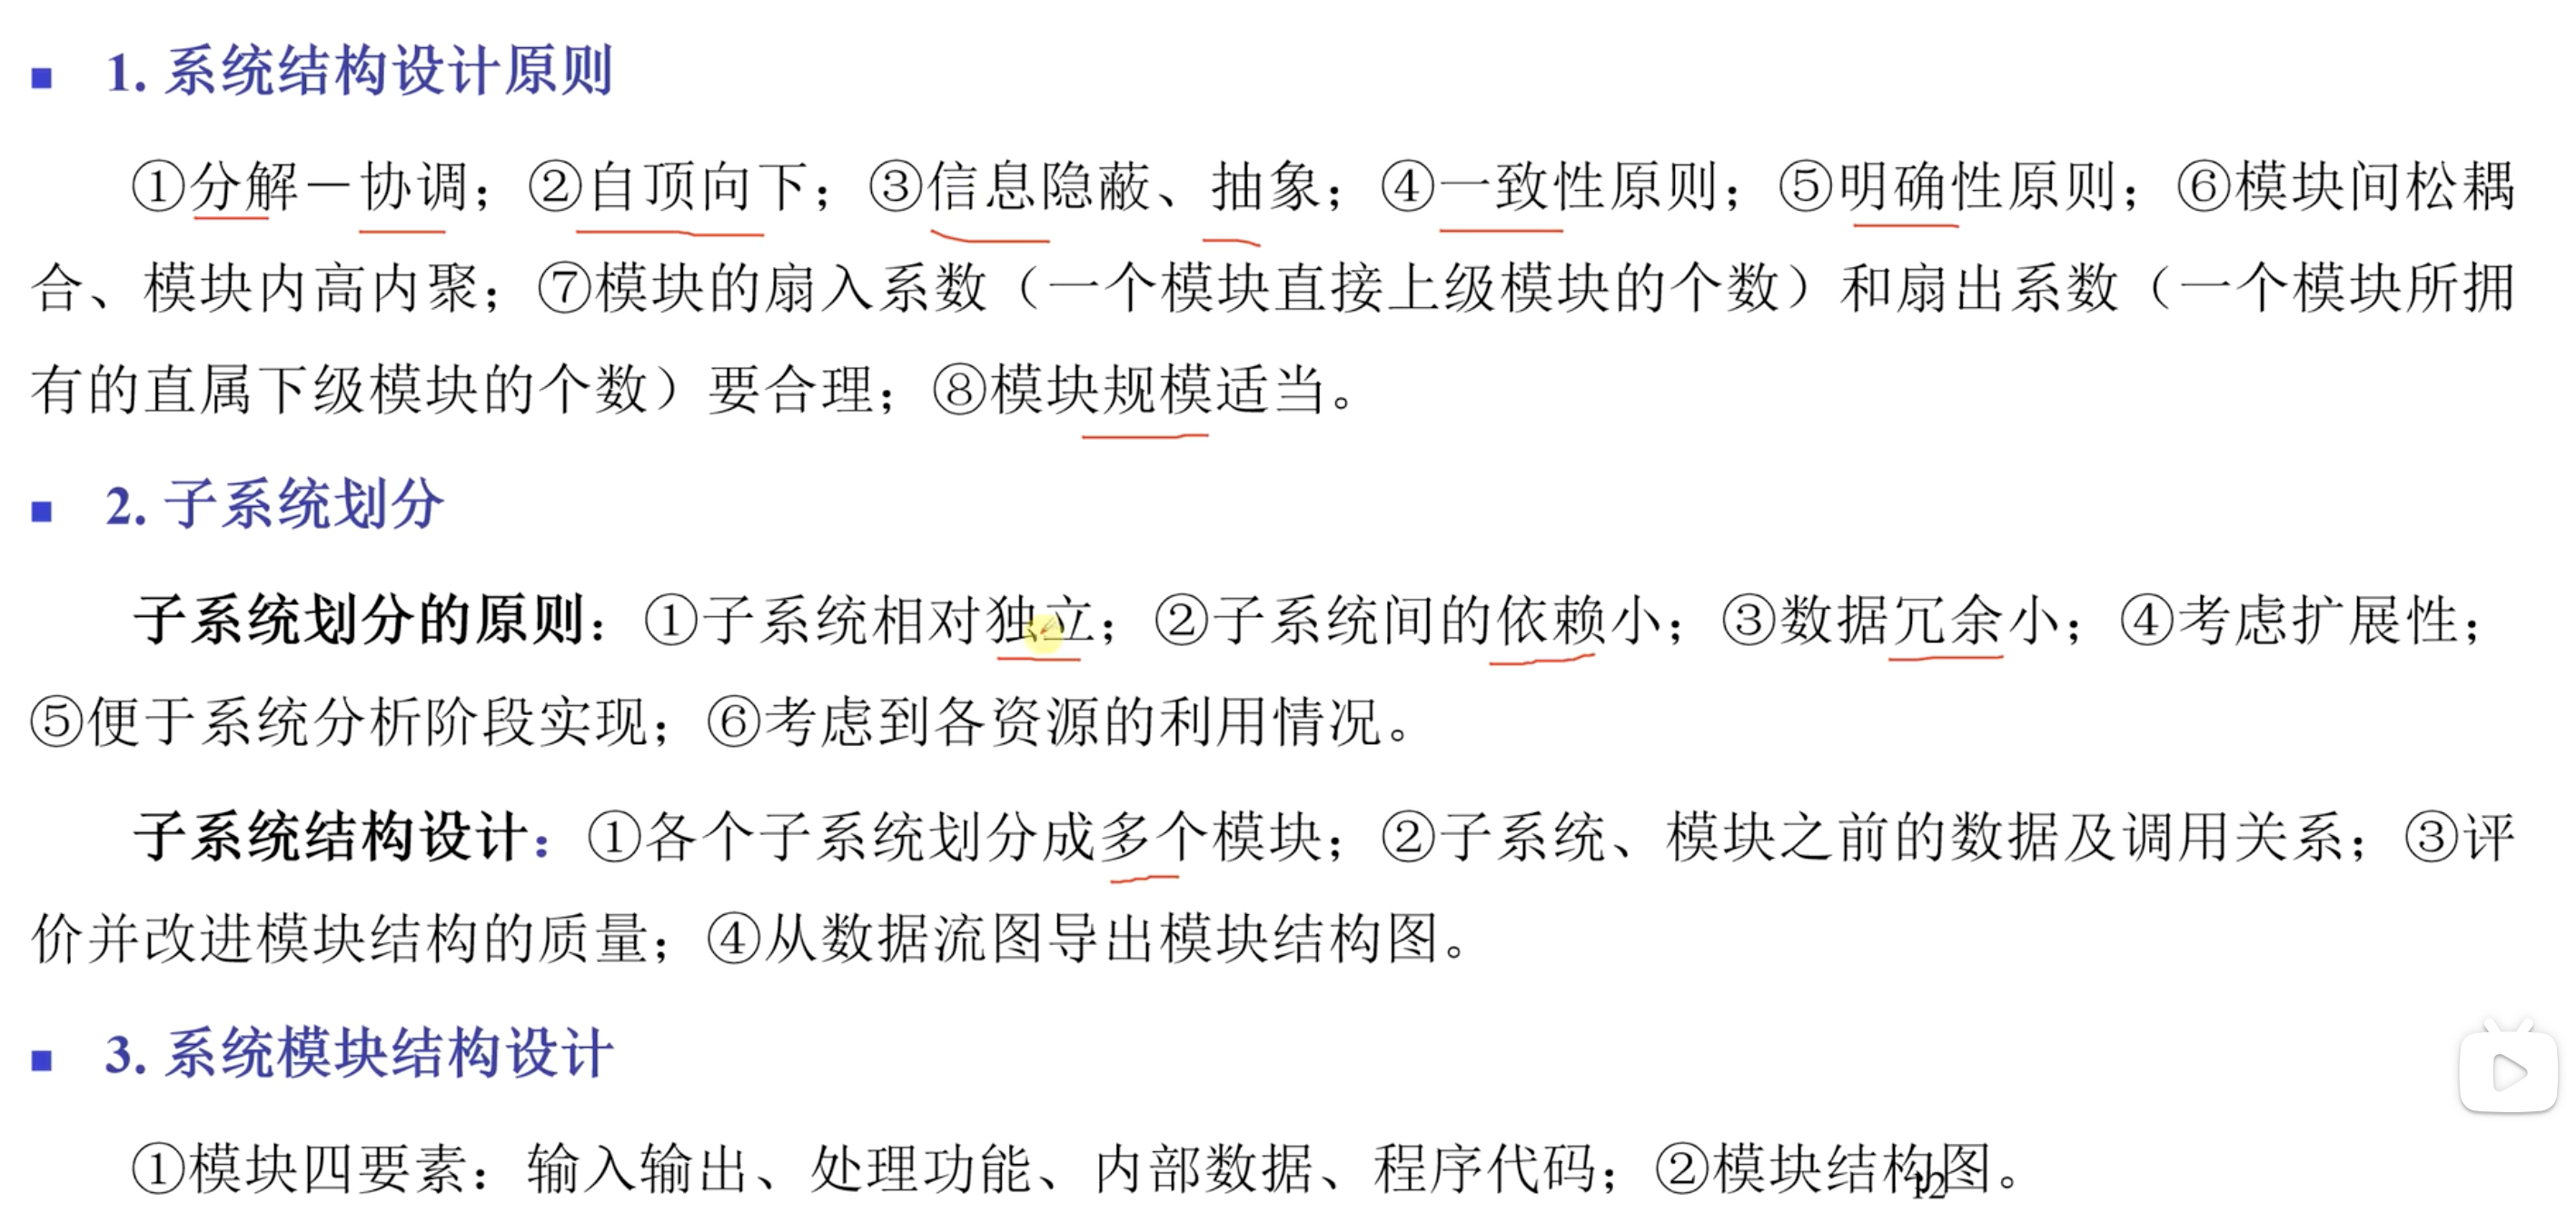 1. 系统结构设计原则
①分解－协调；②自顶向下；③信息隐蔽、抽象；④一致性原则；⑤明确性原则；⑥模块间松耦
合、模块内高内聚；⑦模块的扇入系数（一个模块直接上级模块的个数）和扇出系数（一个模块所拥
有的直属下级模块的个数）要合理；⑧模块规模适当。
2. 子系统划分
子系统划分的原则：①子系统相对独立；②子系统间的依赖小；③数据冗余小；④考虑扩展性；
⑤便于系统分析阶段实现；⑥考虑到各资源的利用情况。
子系统结构设计：①各个子系统划分成多个模块；②子系统、模块之前的数据及调用关系；③评
价并改进模块结构的质量；④从数据流图导出模块结构图。
3. 系统模块结构设计
①模块四要素：输入输出、处理功能、内部数据、程序代码；②模块结构图。
12